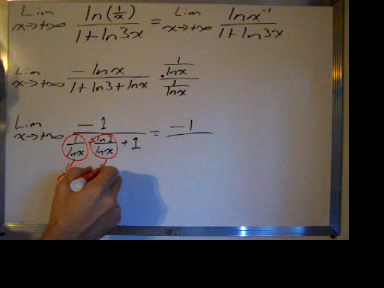 Lim x→+∞ ln(1/x) / 1+ln3x = Lim x→+∞ lnx⁻¹ / 1+ln3x
Lim x→+∞ -lnx / 1+ln3+lnx · 1/lnx / 1/lnx
Lim x→+∞ -1 / 1/lnx + ln3/lnx + 1 = -1